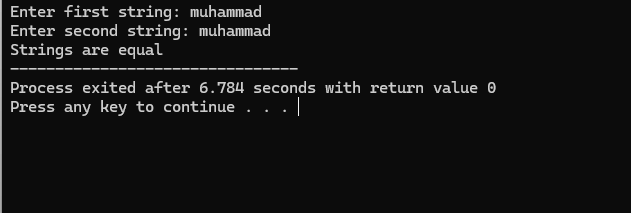 Enter first string: muhammad
Enter second string: muhammad
Strings are equal
--------------------------------
Process exited after 6.784 seconds with return value 0
Press any key to continue . . .